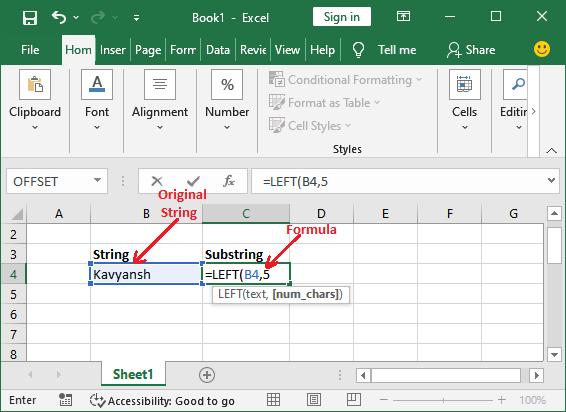 Book1 - Excel
Sign in
File Hom Inser Page Form Data Revie View Help Tell me Share
Clipboard
Font
Alignment
%
Number
Conditional Formatting
Format as Table
Cell Styles
Styles
Cells
Editin
OFFSET fx =LEFT(B4,5
Original
String
A B C D E F G
2
Formula
3 String Substring
4 Kavyansh =LEFT(B4,5
5 LEFT(text, [num_chars])
6
7
8
Sheet1
Enter Accessibility: Good to go 100%